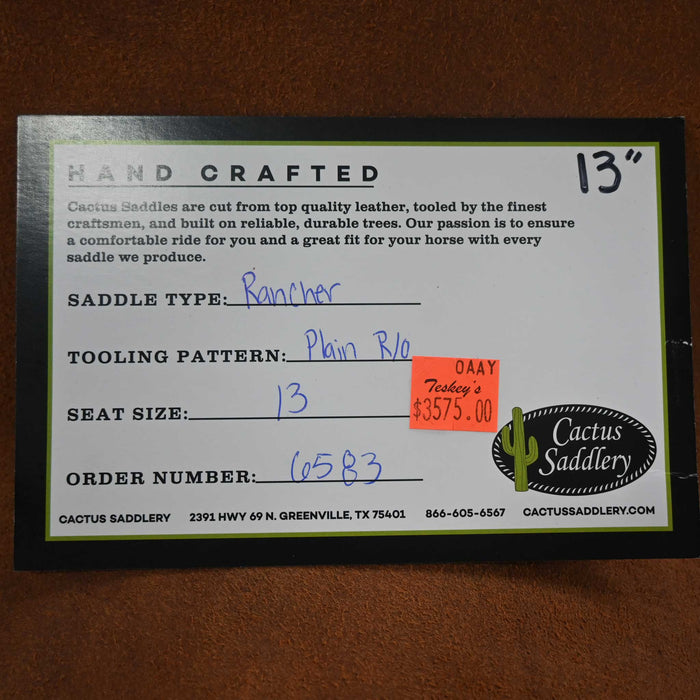 HAND CRAFTED
13"
Cactus Saddles are cut from top quality leather, tooled by the finest
craftsmen, and built on reliable, durable trees. Our passion is to ensure
a comfortable ride for you and a great fit for your horse with every
saddle we produce.
SADDLE TYPE: Rancher
TOOLING PATTERN: Plain R/O
OAAY
Teskey's
$3575.00
SEAT SIZE: 13
Cactus
Saddlery
ORDER NUMBER: 6583
CACTUS SADDLERY 2391 HWY 69 N. GREENVILLE, TX 75401 866-605-6567 CACTUSSADDLERY.COM